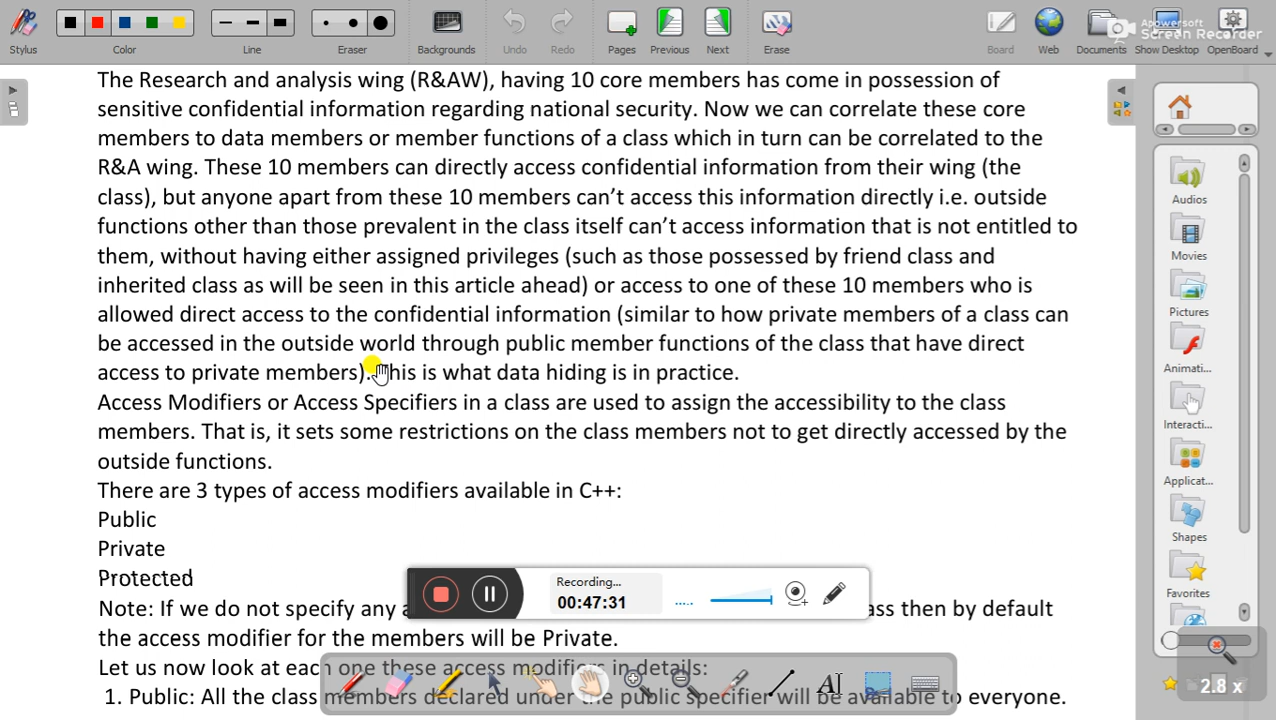 Stylus
Color
Line
Eraser
Backgrounds
Undo
Redo
Pages
Previous
Next
Erase
Board
Web
Documents
Show Desktop
OpenBoard
Apowersoft
Screen Recorder
The Research and analysis wing (R&AW), having 10 core members has come in possession of
sensitive confidential information regarding national security. Now we can correlate these core
members to data members or member functions of a class which in turn can be correlated to the
R&A wing. These 10 members can directly access confidential information from their wing (the
class), but anyone apart from these 10 members can’t access this information directly i.e. outside
functions other than those prevalent in the class itself can’t access information that is not entitled to
them, without having either assigned privileges (such as those possessed by friend class and
inherited class as will be seen in this article ahead) or access to one of these 10 members who is
allowed direct access to the confidential information (similar to how private members of a class can
be accessed in the outside world through public member functions of the class that have direct
access to private members). This is what data hiding is in practice.
Access Modifiers or Access Specifiers in a class are used to assign the accessibility to the class
members. That is, it sets some restrictions on the class members not to get directly accessed by the
outside functions.
There are 3 types of access modifiers available in C++:
Public
Private
Protected
Note: If we do not specify any a ass then by default
the access modifier for the members will be Private.
Let us now look at each one these access modifiers in details:
1. Public: All the class members declared under the public specifier will be available to everyone.
Recording...
00:47:31
Audios
Movies
Pictures
Animati...
Interacti...
Applicat...
Shapes
Favorites
2.8 x